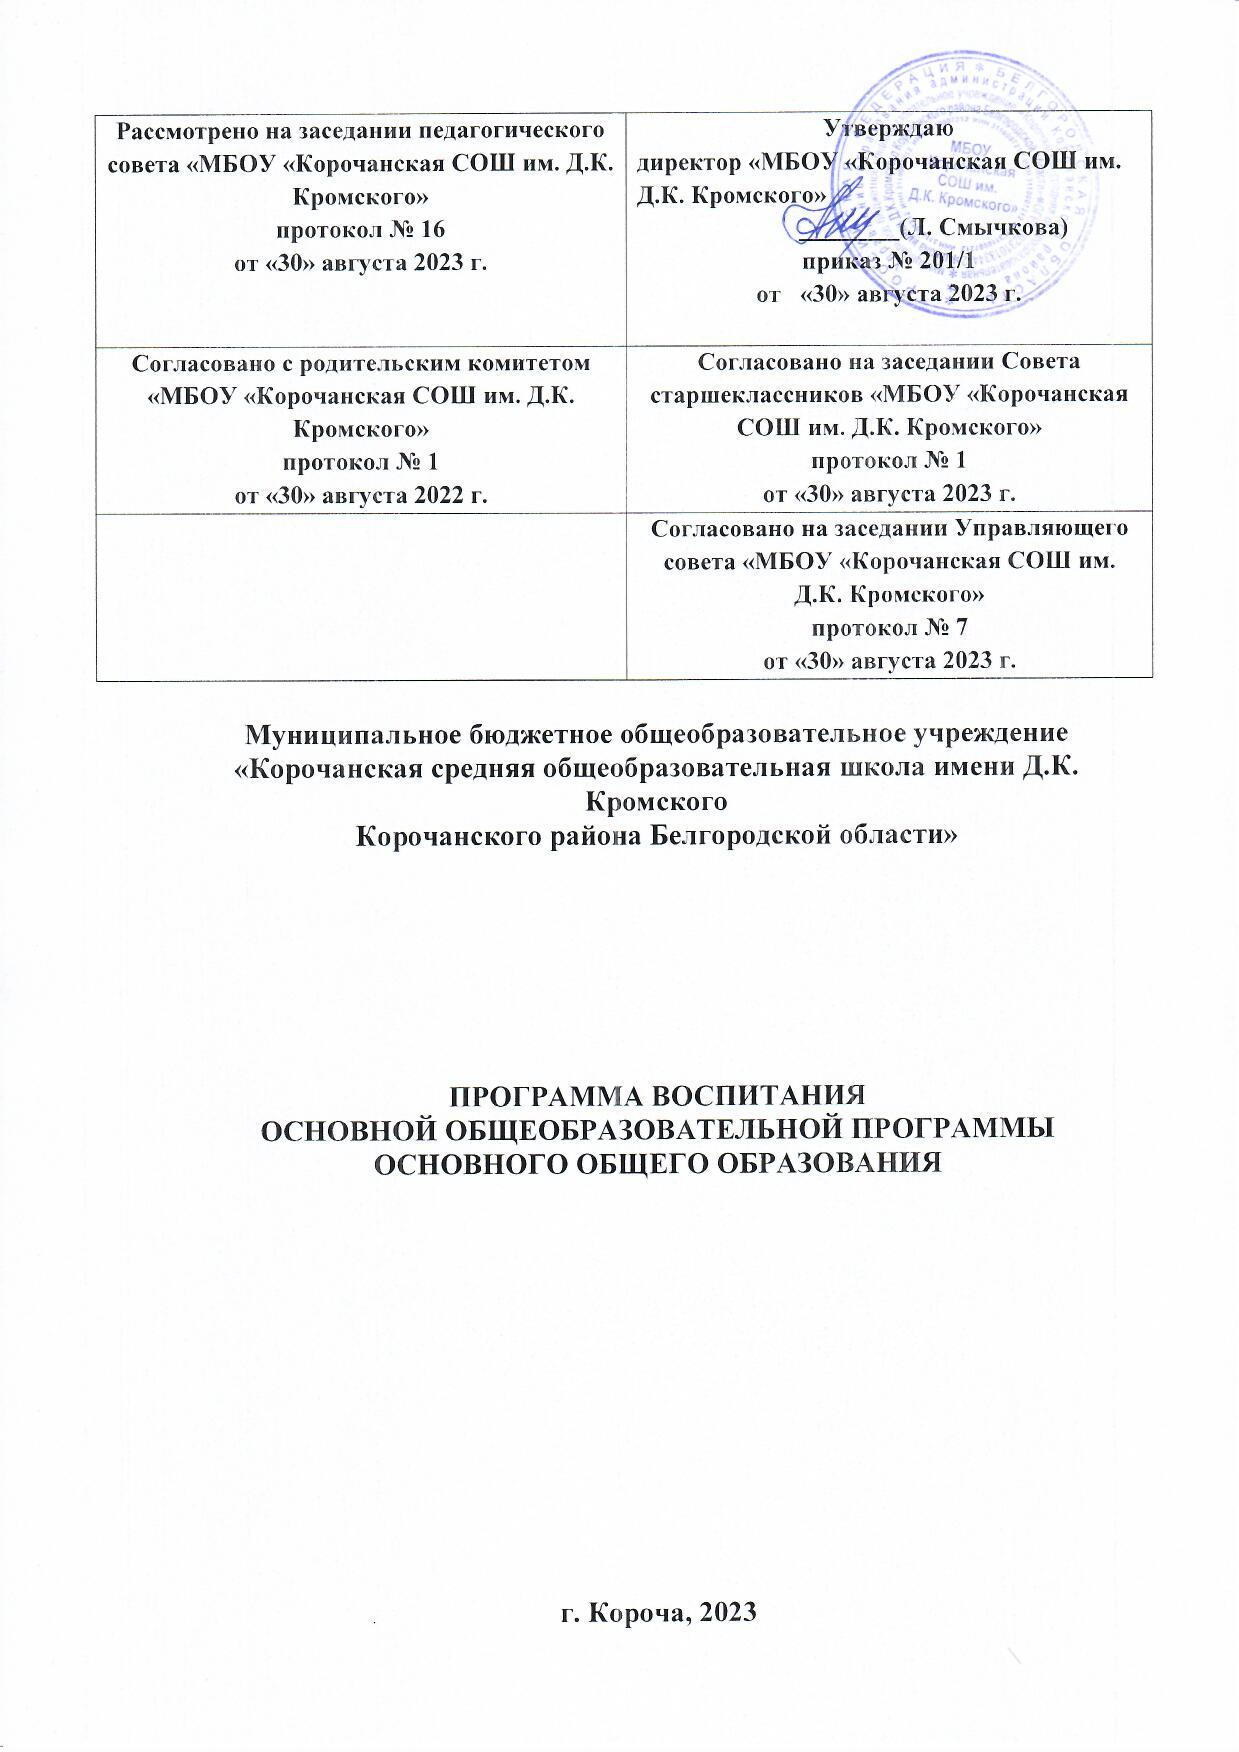 Рассмотрено на заседании педагогического
совета «МБОУ «Корочанская СОШ им. Д.К.
Кромского»
протокол № 16
от «30» августа 2023 г.
Утверждаю
директор «МБОУ «Корочанская СОШ им.
Д.К. Кромского»
(Л. Смычкова)
приказ № 201/1
от «30» августа 2023 г.
МБОУ
СОШ им.
Д.К. Кромского»
Согласовано с родительским комитетом
«МБОУ «Корочанская СОШ им. Д.К.
Кромского»
протокол № 1
от «30» августа 2022 г.
Согласовано на заседании Совета
старшеклассников «МБОУ «Корочанская
СОШ им. Д.К. Кромского»
протокол № 1
от «30» августа 2023 г.
Согласовано на заседании Управляющего
совета «МБОУ «Корочанская СОШ им.
Д.К. Кромского»
протокол № 7
от «30» августа 2023 г.
Муниципальное бюджетное общеобразовательное учреждение
«Корочанская средняя общеобразовательная школа имени Д.К.
Кромского
Корочанского района Белгородской области»
ПРОГРАММА ВОСПИТАНИЯ
ОСНОВНОЙ ОБЩЕОБРАЗОВАТЕЛЬНОЙ ПРОГРАММЫ
ОСНОВНОГО ОБЩЕГО ОБРАЗОВАНИЯ
г. Короча, 2023